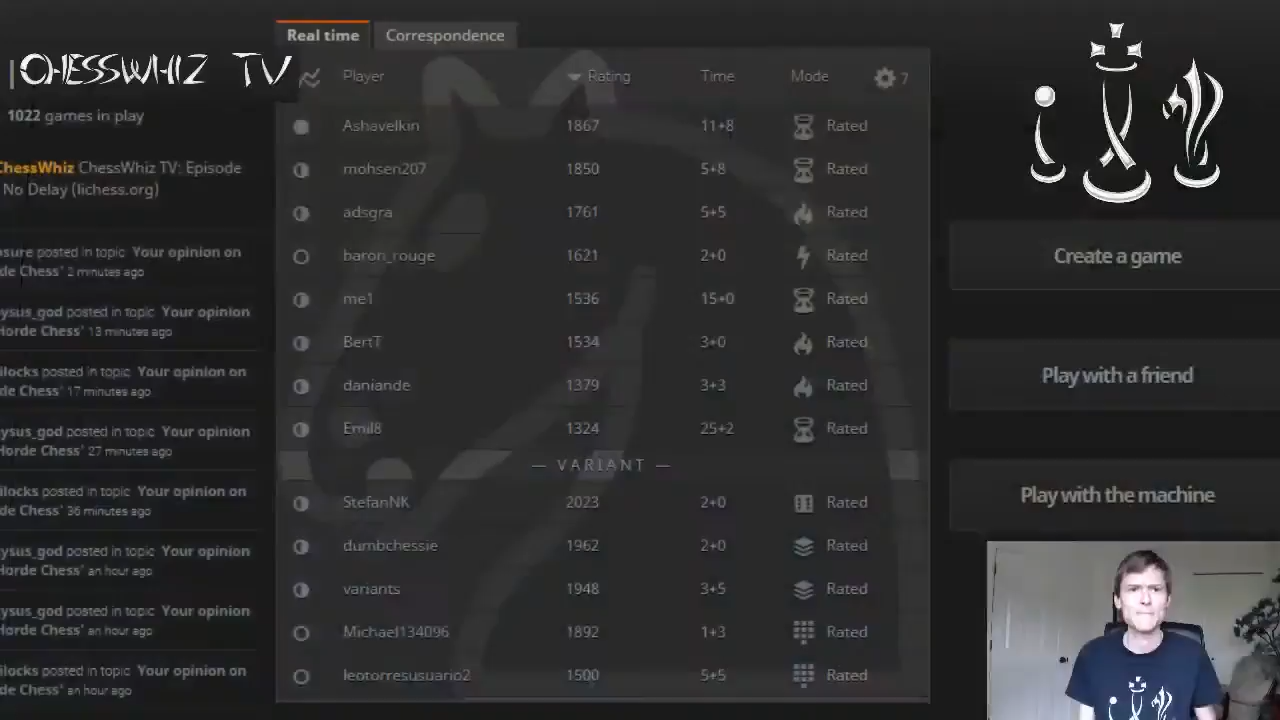 Real time
Correspondence
CHESSWHIZ TV
Player Rating Time Mode 7
1022 games in play
Ashavelkin 1867 11+8 Rated
ChessWhiz ChessWhiz TV: Episode
No Delay (lichess.org)
mohsen207 1850 5+8 Rated
adsgra 1761 5+5 Rated
baron_rouge 1621 2+0 Rated
me1 1536 15+0 Rated
BertT 1534 3+0 Rated
daniande 1379 3+3 Rated
Emil8 1324 25+2 Rated
— VARIANT —
StefanNK 2023 2+0 Rated
dumbchessie 1962 2+0 Rated
variants 1948 3+5 Rated
Michael134096 1892 1+3 Rated
leotorresusuario2 1500 5+5 Rated
osure posted in topic Your opinion on
rde Chess' 2 minutes ago
ysus_god posted in topic Your opinion
Horde Chess' 13 minutes ago
ilocks posted in topic Your opinion on
rde Chess' 17 minutes ago
ysus_god posted in topic Your opinion
Horde Chess' 27 minutes ago
ilocks posted in topic Your opinion on
rde Chess' 36 minutes ago
ysus_god posted in topic Your opinion
Horde Chess' an hour ago
ysus_god posted in topic Your opinion
Horde Chess' an hour ago
ilocks posted in topic Your opinion on
rde Chess' an hour ago
Create a game
Play with a friend
Play with the machine